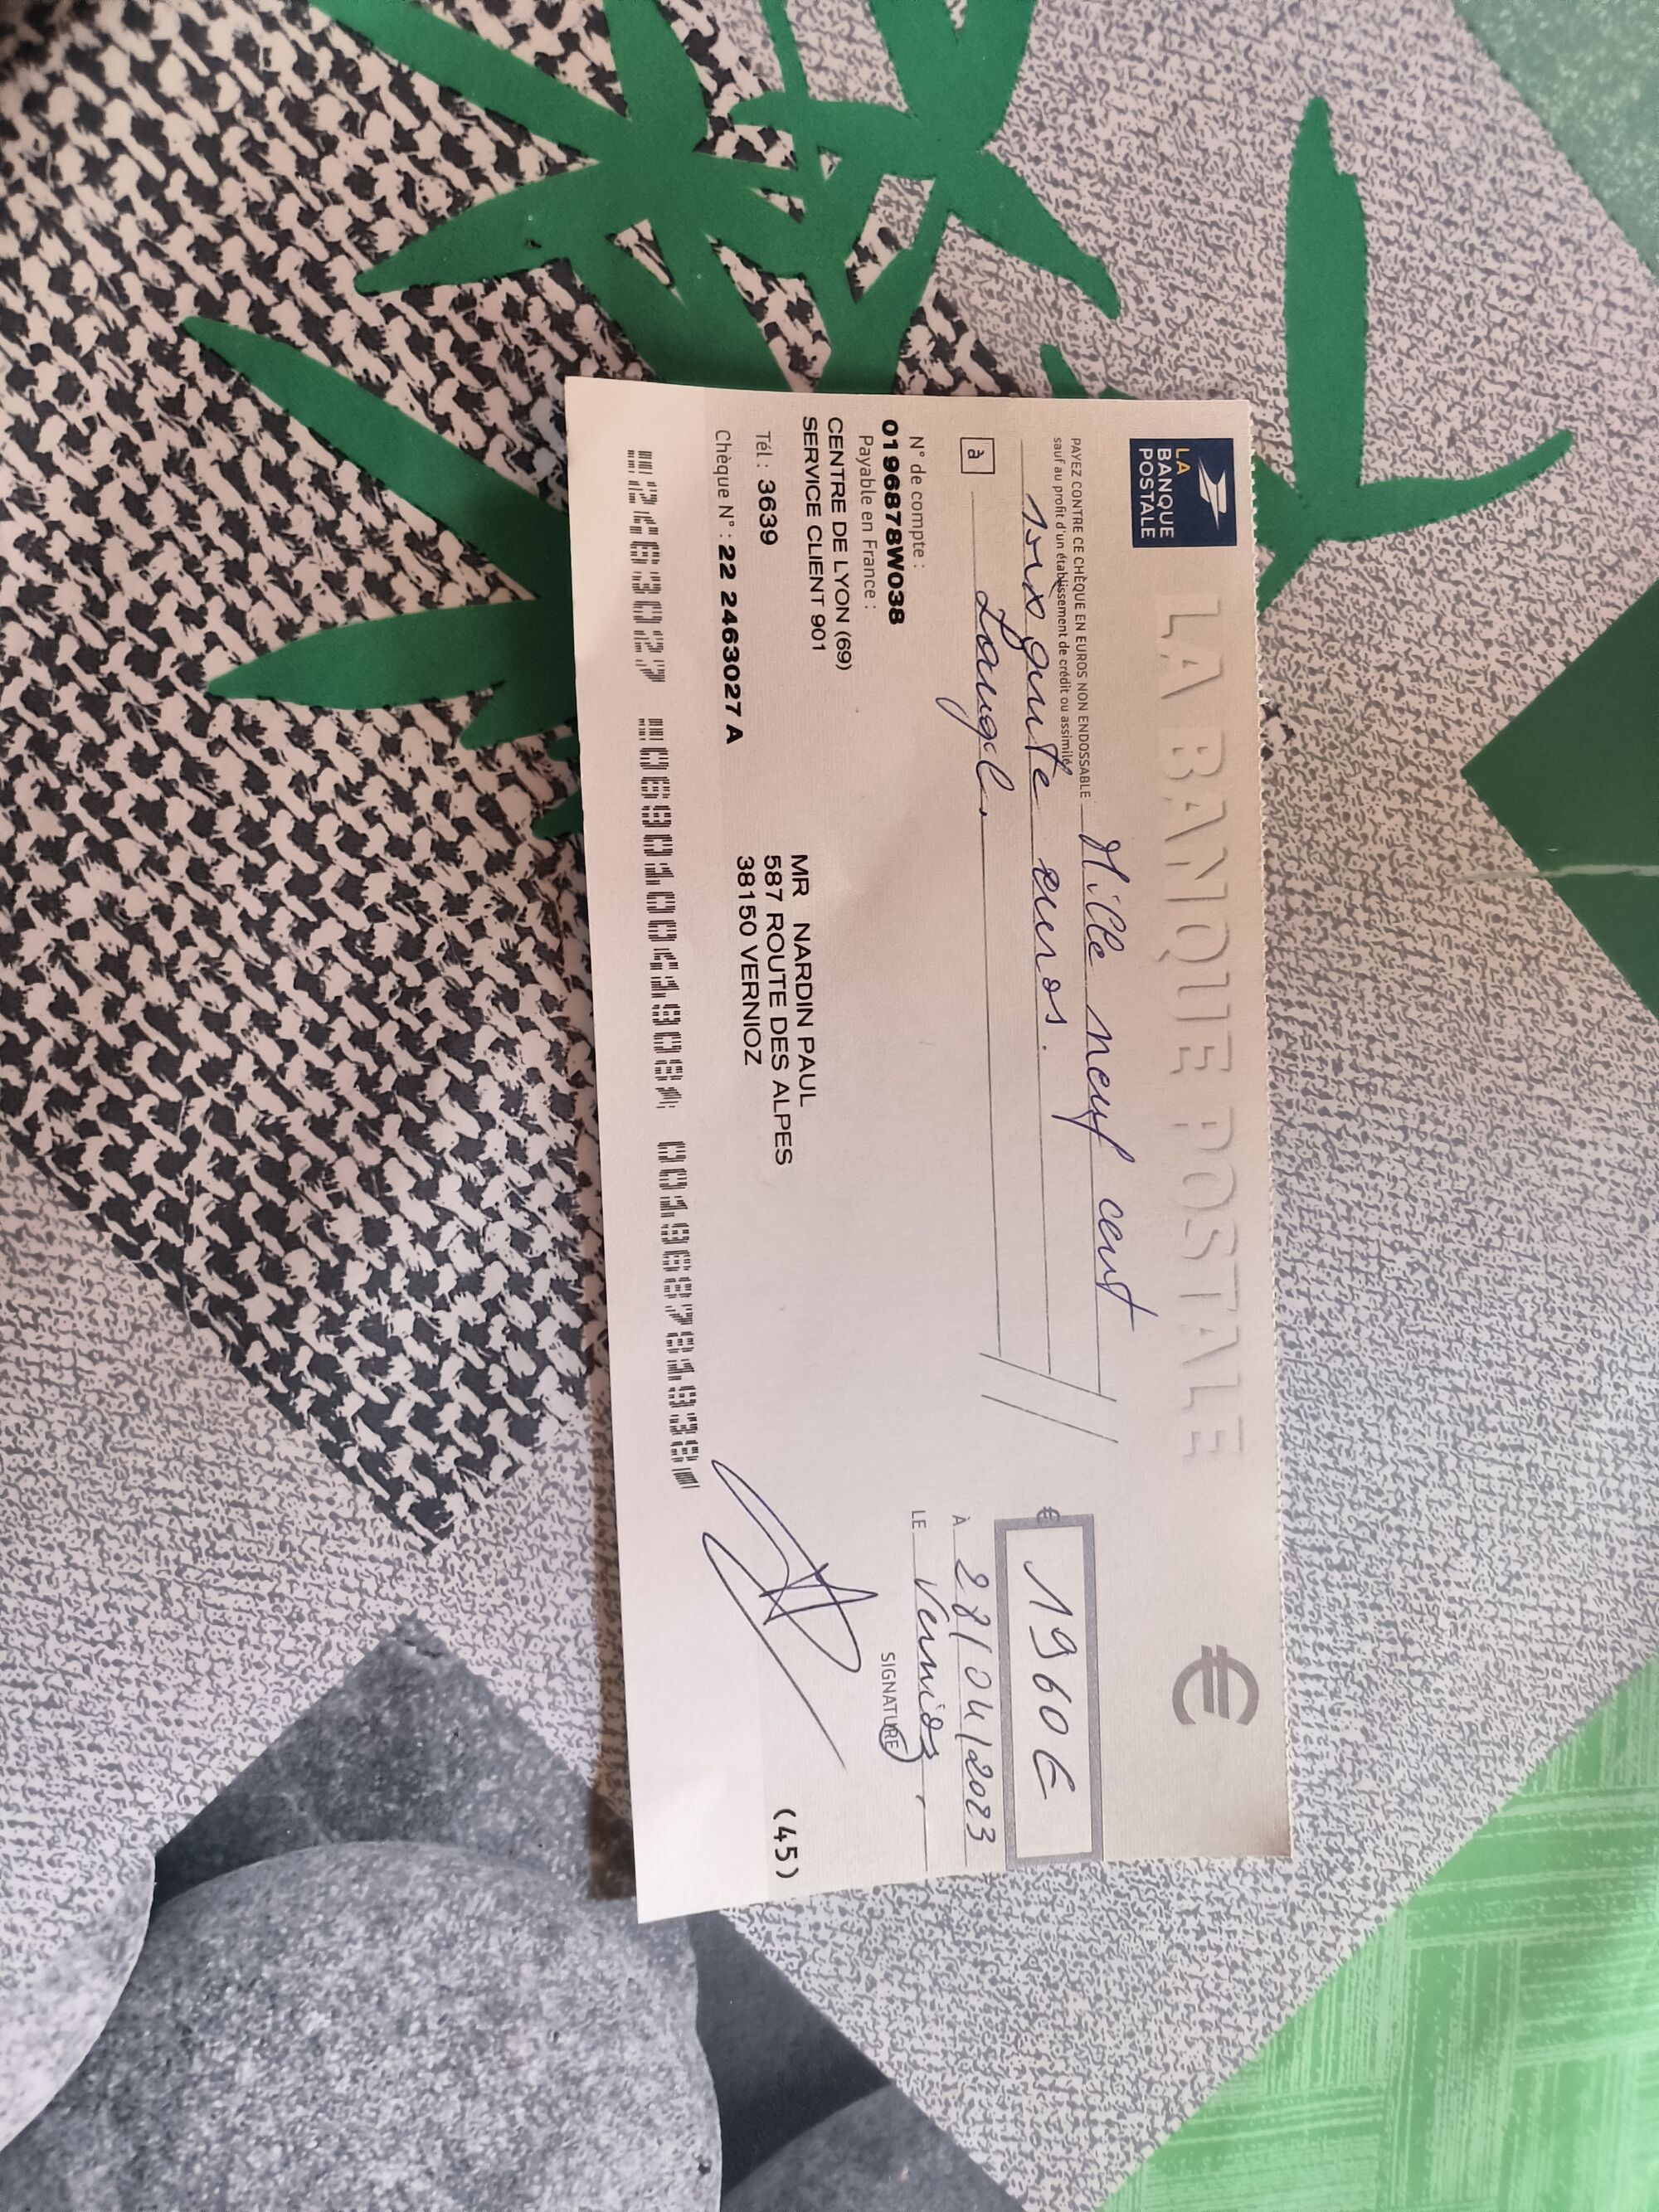 LA BANQUE POSTALE
€
LA
BANQUE
POSTALE
PAYEZ CONTRE CE CHÈQUE EN EUROS NON ENDOSSABLE
sauf au profit d'un établissement de crédit ou assimilé
Mille neuf cent
soixante euros.
€
1960 €
à
À 28/04/2023
LE Vernioz
N° de compte :
0196878W038
Payable en France :
SIGNATURE
CENTRE DE LYON (69)
SERVICE CLIENT 901
MR NARDIN PAUL
587 ROUTE DES ALPES
38150 VERNIOZ
Tél : 3639
(45)
Chèque N° : 22 2463027 A